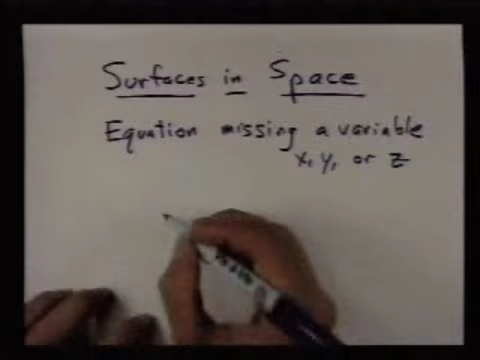 Surfaces in Space
Equation missing a variable
x, y, or z